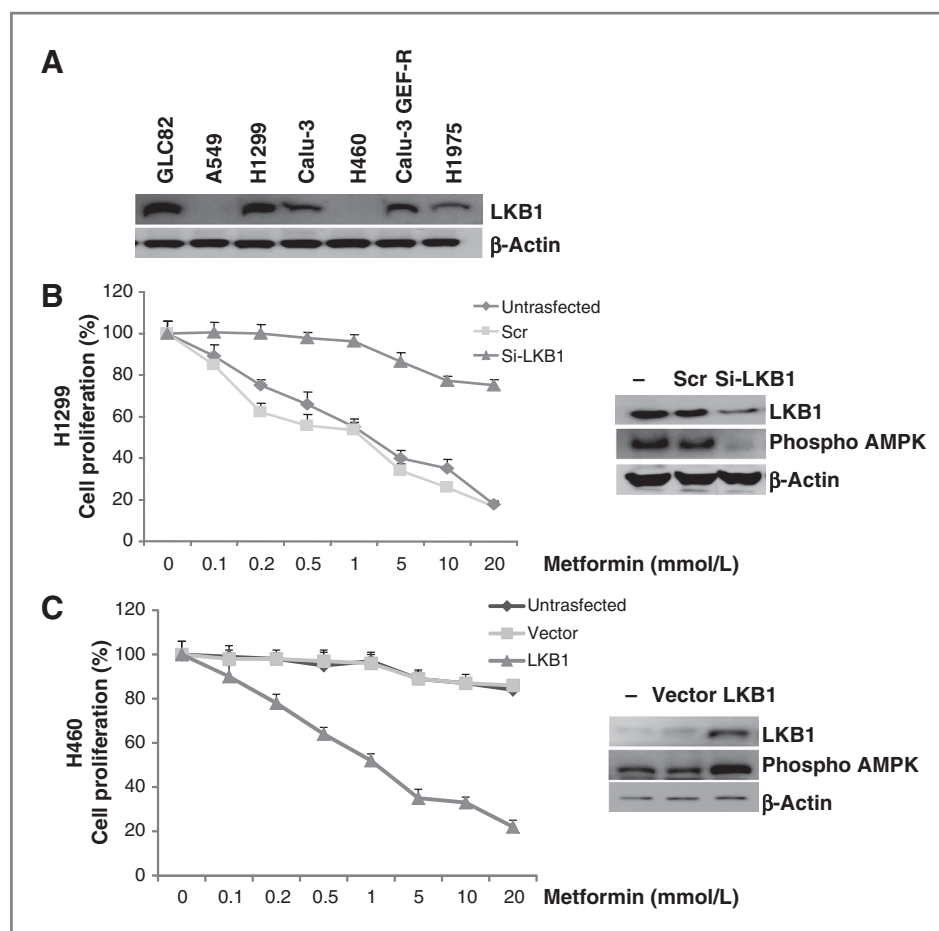 A
GLC82
A549
H1299
Calu-3
H460
Calu-3 GEF-R
H1975
LKB1
β-Actin
B
H1299
Cell proliferation (%)
120
100
80
60
40
20
0
Untrasfected
Scr
Si-LKB1
0 0.1 0.2 0.5 1 5 10 20 Metformin (mmol/L)
– Scr Si-LKB1
LKB1
Phospho AMPK
β-Actin
C
H460
Cell proliferation (%)
120
100
80
60
40
20
0
Untrasfected
Vector
LKB1
0 0.1 0.2 0.5 1 5 10 20 Metformin (mmol/L)
– Vector LKB1
LKB1
Phospho AMPK
β-Actin